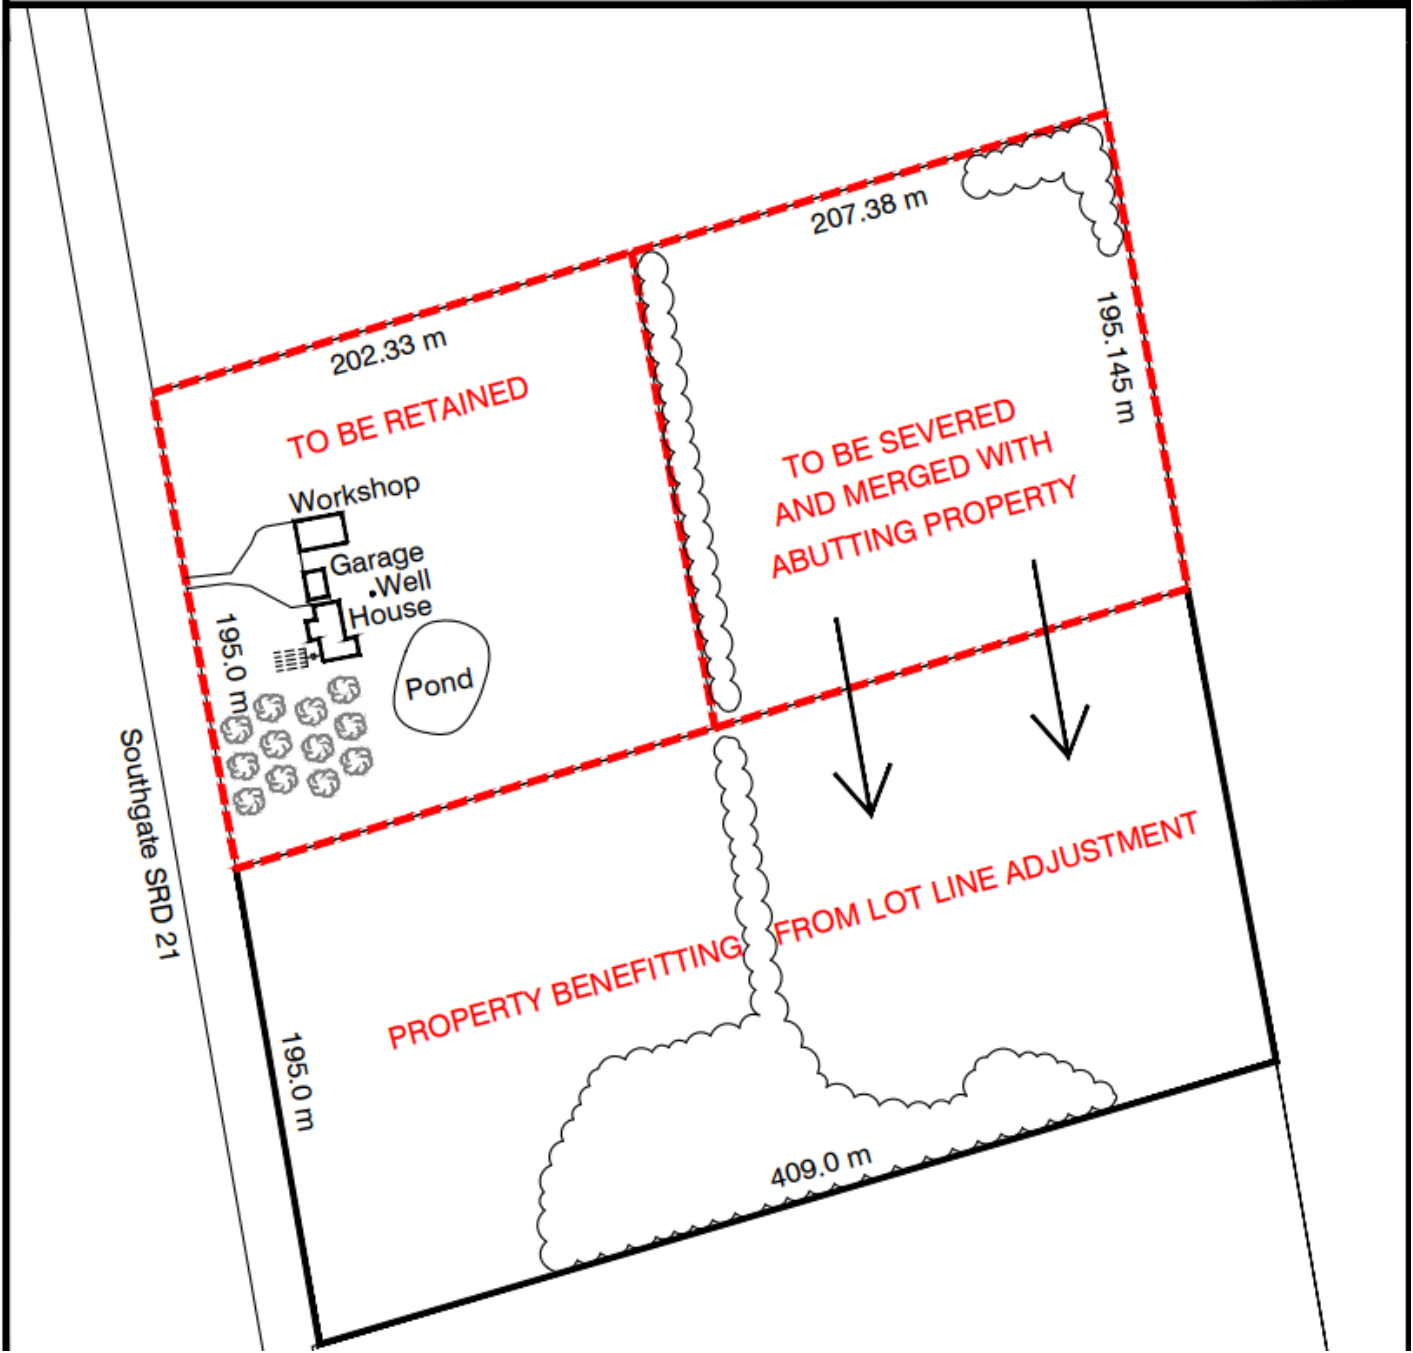 207.38 m
202.33 m
195.145 m
TO BE RETAINED
TO BE SEVERED
AND MERGED WITH
ABUTTING PROPERTY
Workshop
Garage
Well
House
195.0 m
Pond
Southgate SRD 21
PROPERTY BENEFITTING FROM LOT LINE ADJUSTMENT
195.0 m
409.0 m